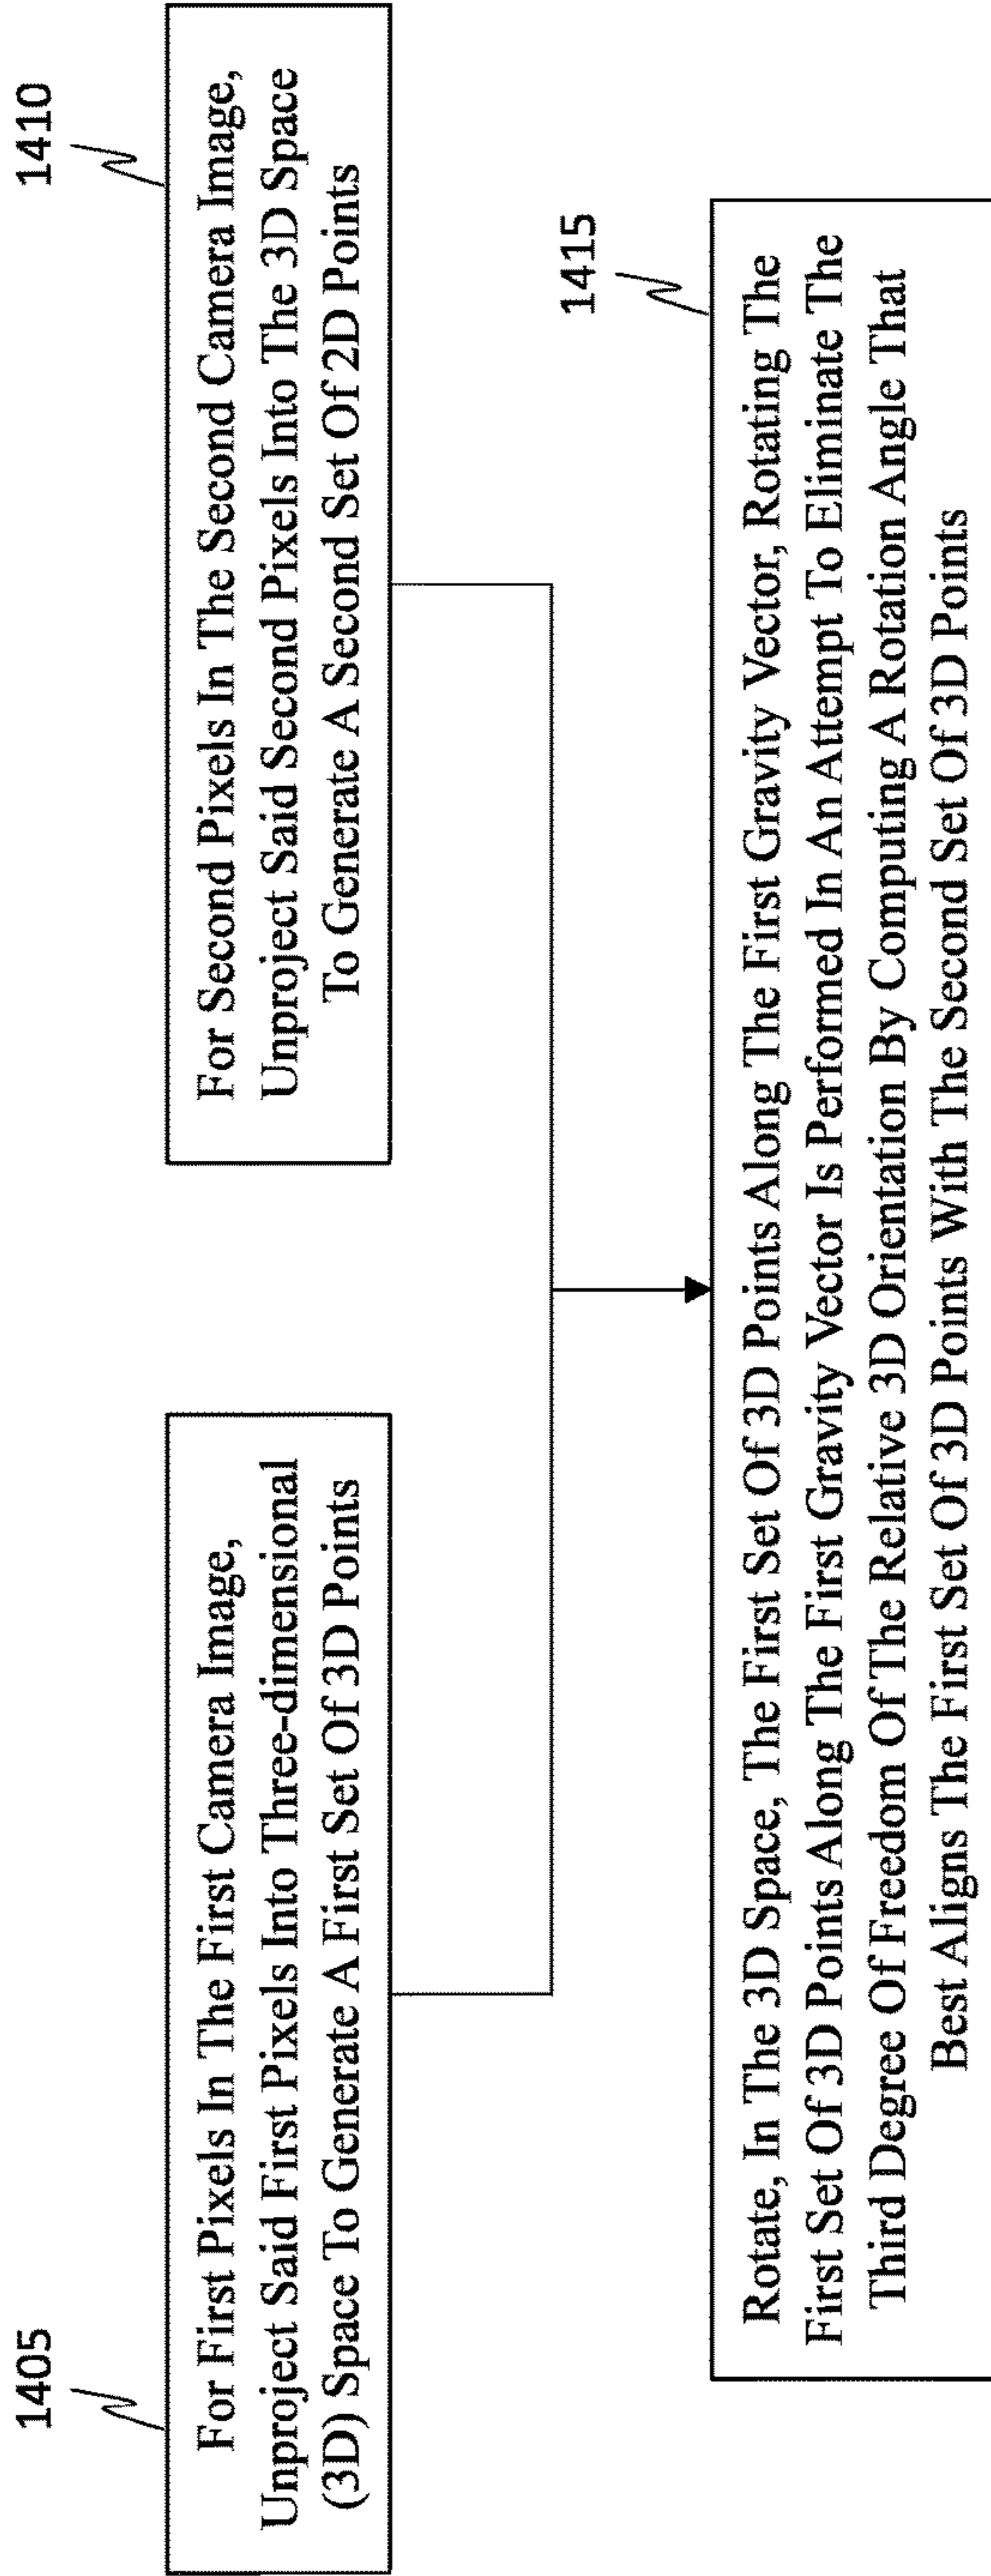 1405
For First Pixels In The First Camera Image,
Unproject Said First Pixels Into Three-dimensional
(3D) Space To Generate A First Set Of 3D Points
1410
For Second Pixels In The Second Camera Image,
Unproject Said Second Pixels Into The 3D Space
To Generate A Second Set Of 2D Points
1415
Rotate, In The 3D Space, The First Set Of 3D Points Along The First Gravity Vector, Rotating The
First Set Of 3D Points Along The First Gravity Vector Is Performed In An Attempt To Eliminate The
Third Degree Of Freedom Of The Relative 3D Orientation By Computing A Rotation Angle That
Best Aligns The First Set Of 3D Points With The Second Set Of 3D Points